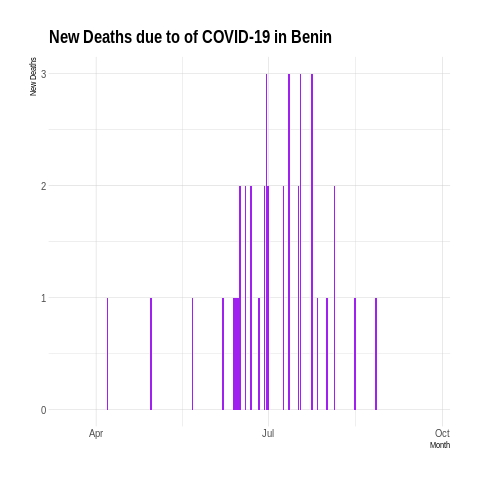 New Deaths due to of COVID-19 in Benin
New Deaths
3
2
1
0
Apr Jul Oct
Month